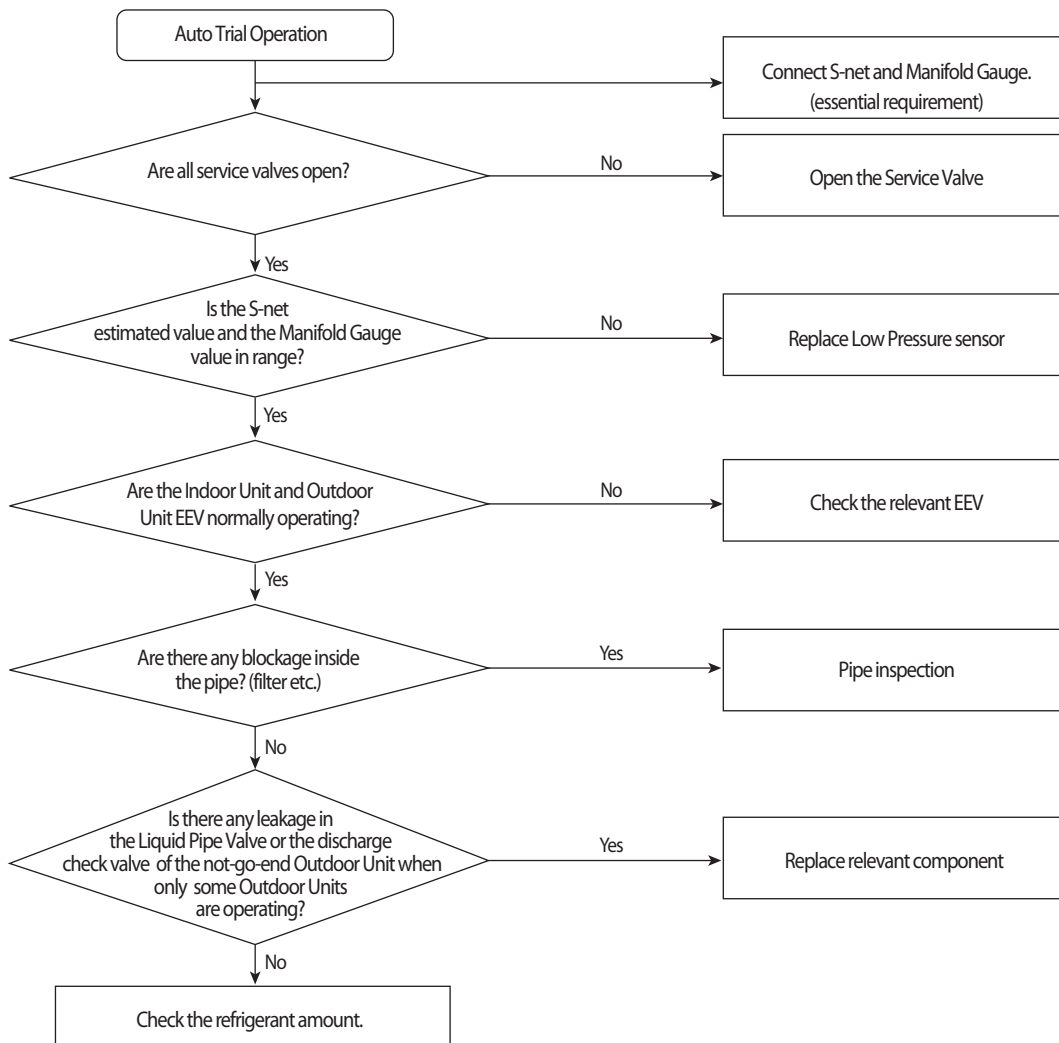 Auto Trial Operation
Connect S-net and Manifold Gauge.
(essential requirement)
Are all service valves open?
No
Open the Service Valve
Yes
Is the S-net
estimated value and the Manifold Gauge
value in range?
No
Replace Low Pressure sensor
Yes
Are the Indoor Unit and Outdoor
Unit EEV normally operating?
No
Check the relevant EEV
Yes
Are there any blockage inside
the pipe? (filter etc.)
Yes
Pipe inspection
No
Is there any leakage in
the Liquid Pipe Valve or the discharge
check valve of the not-go-end Outdoor Unit when
only some Outdoor Units
are operating?
Yes
Replace relevant component
No
Check the refrigerant amount.